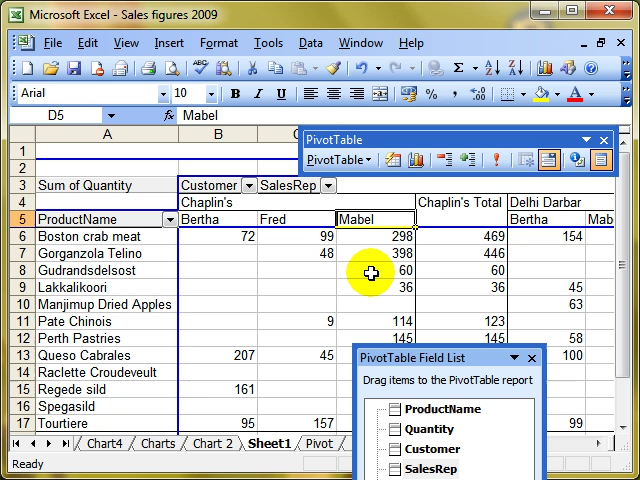 Microsoft Excel - Sales figures 2009
File Edit View Insert Format Tools Data Window Help
Arial 10 B I U % ,
D5 Mabel
PivotTable
PivotTable
A B C
1
2
3 Sum of Quantity Customer SalesRep
4 Chaplin's Chaplin's Total Delhi Darbar
5 ProductName Bertha Fred Mabel Bertha Mab
6 Boston crab meat 72 99 298 469 154
7 Gorganzola Telino 48 398 446
8 Gudrandsdelsost 60 60
9 Lakkalikoori 36 36 45
10 Manjimup Dried Apples 63
11 Pate Chinois 9 114 123
12 Perth Pastries 145 145 58
13 Queso Cabrales 207 45 100
14 Raclette Croudeveult
15 Regede sild 161
16 Spegasild
17 Tourtiere 95 157 99
PivotTable Field List
Drag items to the PivotTable report
ProductName
Quantity
Customer
SalesRep
Chart4 Charts Chart 2 Sheet1 Pivot
Ready